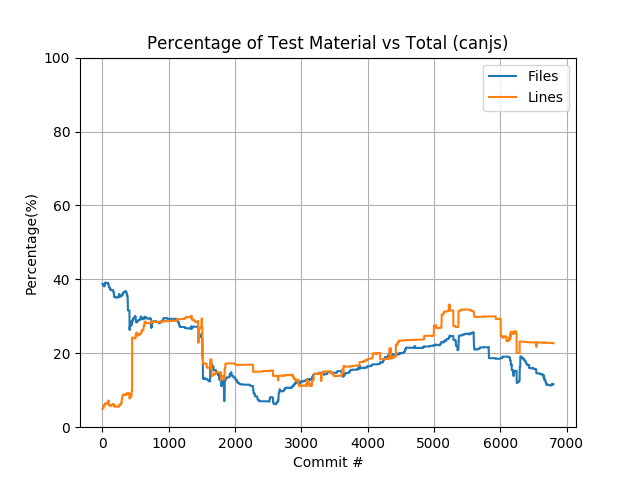 Percentage of Test Material vs Total (canjs)
Files
Lines
Percentage(%)
100
80
60
40
20
0
0 1000 2000 3000 4000 5000 6000 7000
Commit #